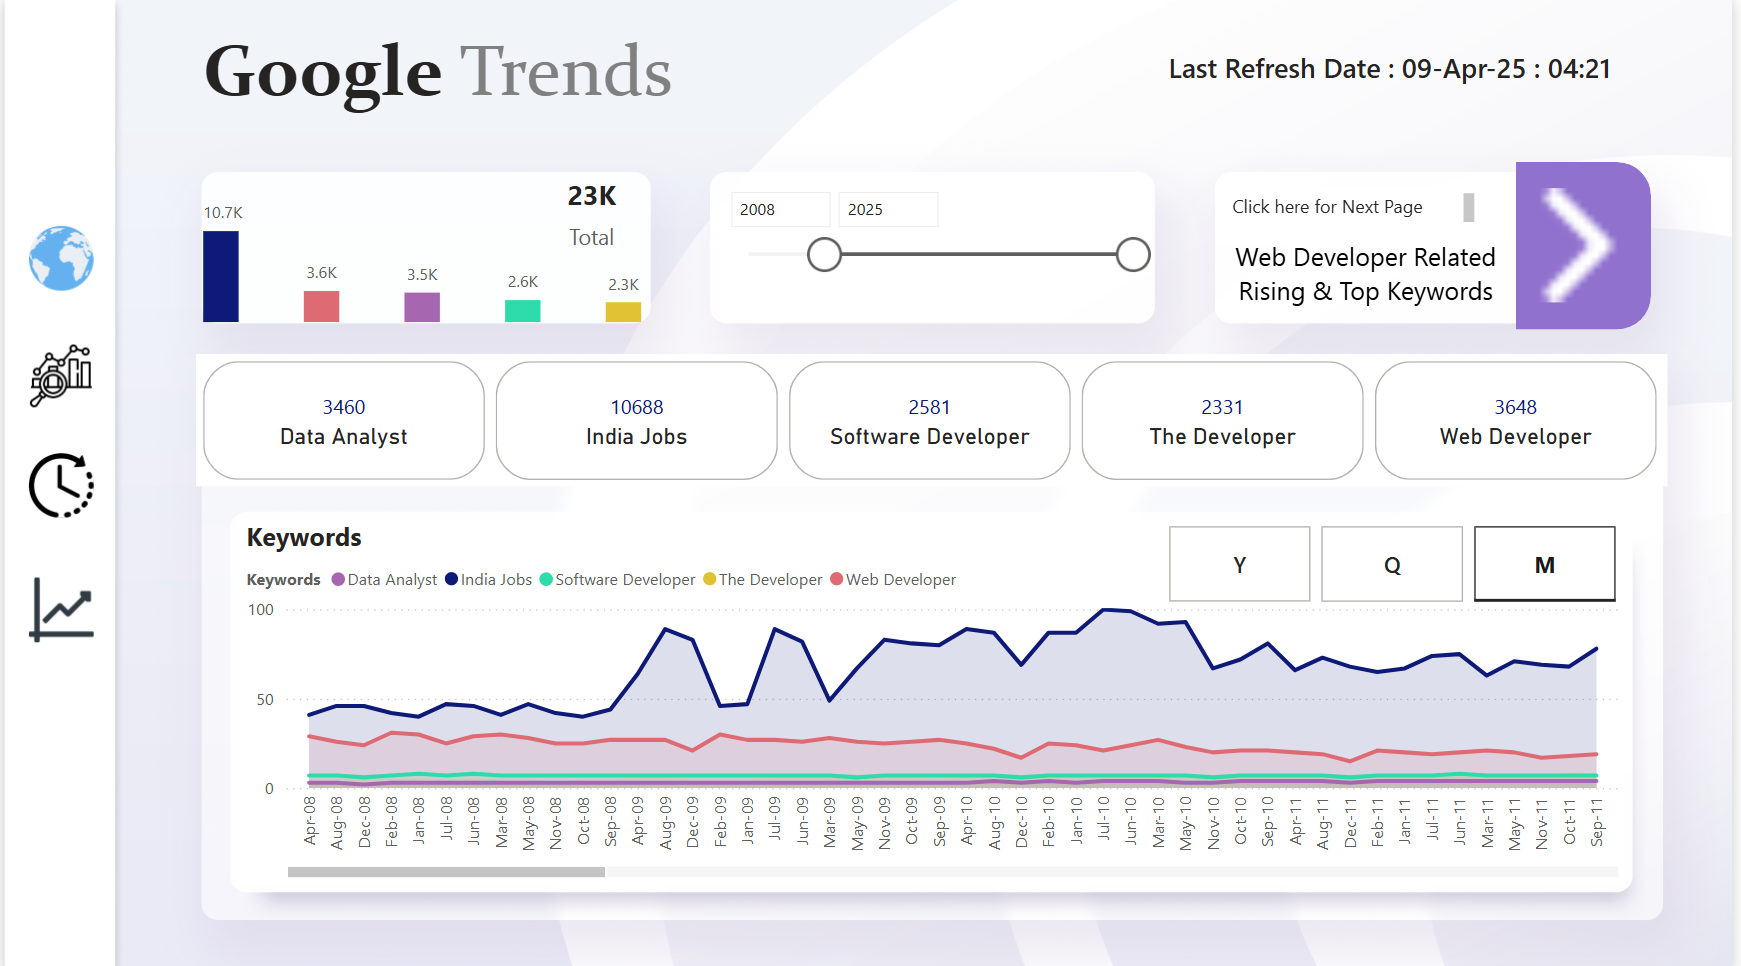 Google Trends
Last Refresh Date : 09-Apr-25 : 04:21
10.7K
3.6K
3.5K
2.6K
2.3K
23K
Total
2008
2025
Click here for Next Page
Web Developer Related
Rising & Top Keywords
3460
Data Analyst
10688
India Jobs
2581
Software Developer
2331
The Developer
3648
Web Developer
Keywords
Y
Q
M
Keywords Data Analyst India Jobs Software Developer The Developer Web Developer
100
50
0
Apr-08
Aug-08
Dec-08
Feb-08
Jan-08
Jul-08
Jun-08
Mar-08
May-08
Nov-08
Oct-08
Sep-08
Apr-09
Aug-09
Dec-09
Feb-09
Jan-09
Jul-09
Jun-09
Mar-09
May-09
Nov-09
Oct-09
Sep-09
Apr-10
Aug-10
Dec-10
Feb-10
Jan-10
Jul-10
Jun-10
Mar-10
May-10
Nov-10
Oct-10
Sep-10
Apr-11
Aug-11
Dec-11
Feb-11
Jan-11
Jul-11
Jun-11
Mar-11
May-11
Nov-11
Oct-11
Sep-11